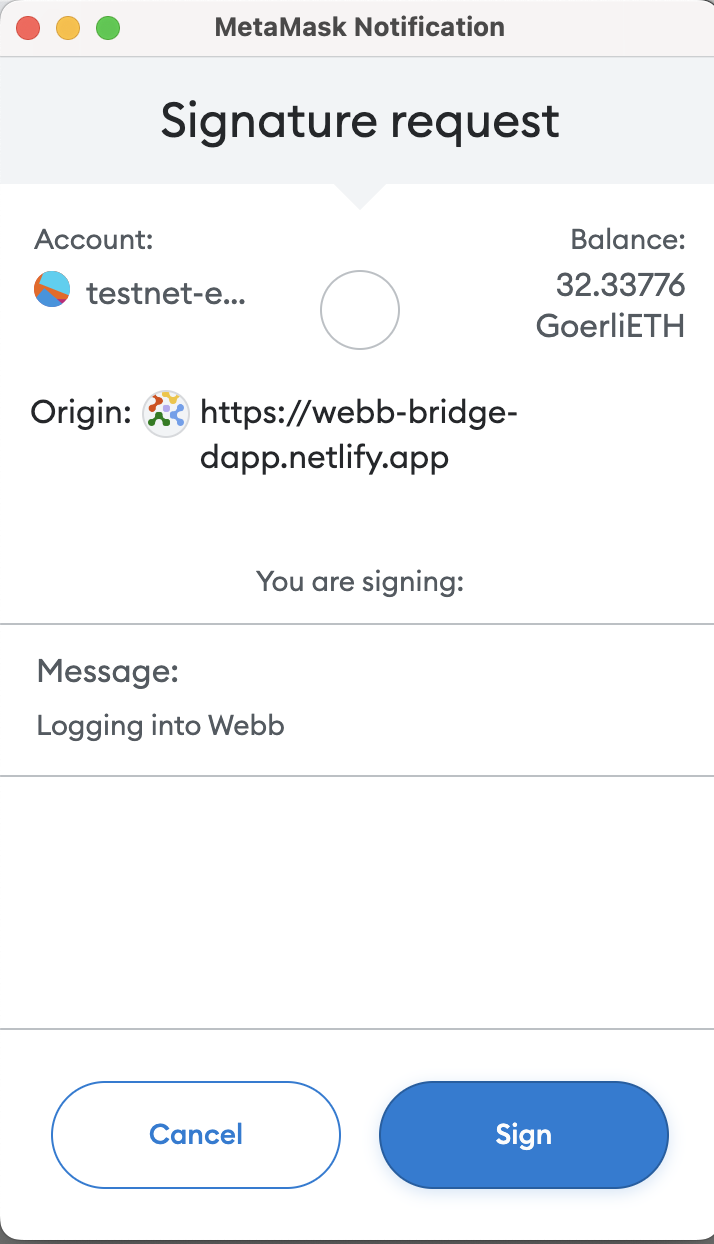 MetaMask Notification
Signature request
Account:
testnet-e...
Balance:
32.33776
GoerliETH
Origin:
https://webb-bridge-
dapp.netlify.app
You are signing:
Message:
Logging into Webb
Cancel
Sign